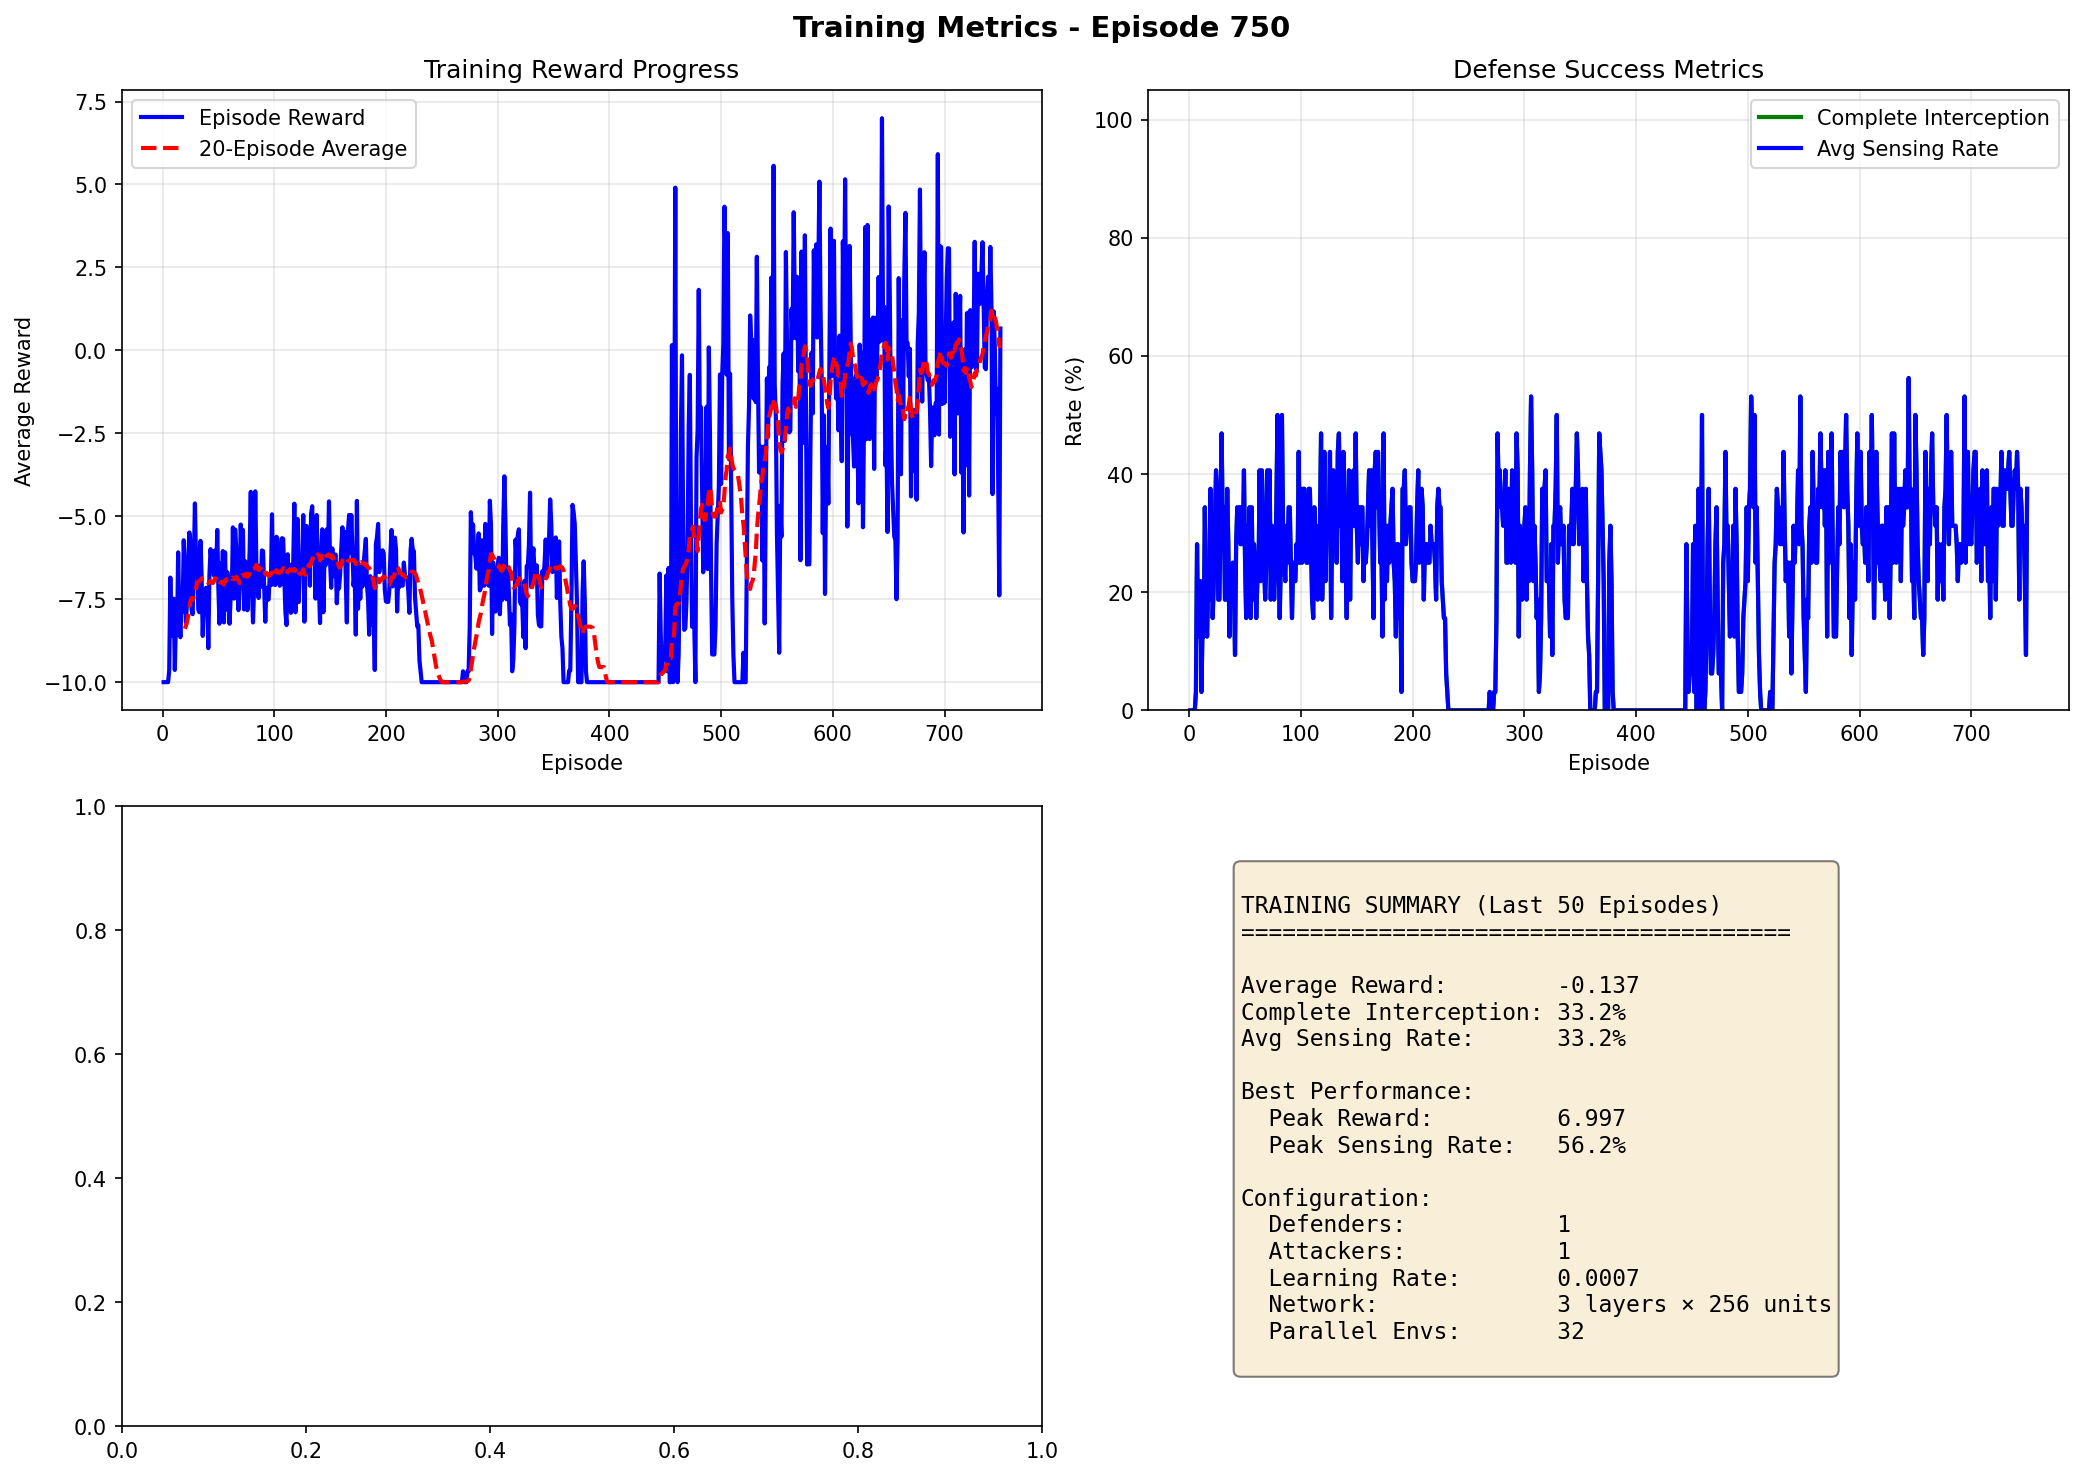 Training Metrics - Episode 750
Training Reward Progress
Episode Reward
20-Episode Average
Average Reward
7.5
5.0
2.5
0.0
−2.5
−5.0
−7.5
−10.0
0 100 200 300 400 500 600 700
Episode
Defense Success Metrics
Complete Interception
Avg Sensing Rate
Rate (%)
100
80
60
40
20
0
0 100 200 300 400 500 600 700
Episode
1.0
0.8
0.6
0.4
0.2
0.0
0.0 0.2 0.4 0.6 0.8 1.0
TRAINING SUMMARY (Last 50 Episodes)
========================================
Average Reward: -0.137
Complete Interception: 33.2%
Avg Sensing Rate: 33.2%
Best Performance:
Peak Reward: 6.997
Peak Sensing Rate: 56.2%
Configuration:
Defenders: 1
Attackers: 1
Learning Rate: 0.0007
Network: 3 layers × 256 units
Parallel Envs: 32